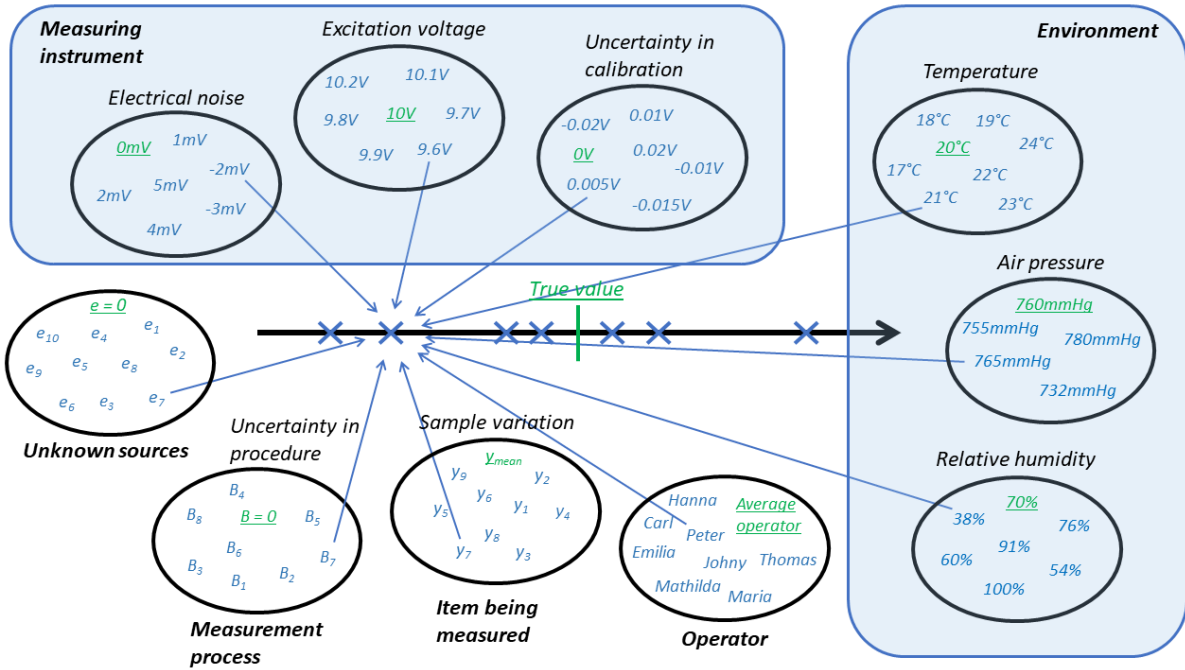 Measuring
instrument
Electrical noise
0mV
1mV
-2mV
2mV
5mV
-3mV
4mV
Excitation voltage
10.2V
10.1V
9.8V
10V
9.7V
9.9V
9.6V
Uncertainty in
calibration
-0.02V
0.01V
0V
0.02V
-0.01V
0.005V
-0.015V
Environment
Temperature
18°C
19°C
20°C
24°C
17°C
22°C
21°C
23°C
Air pressure
760mmHg
755mmHg
780mmHg
765mmHg
732mmHg
Relative humidity
70%
38%
76%
91%
60%
54%
100%
True value
e = 0
e10
e4
e1
e2
e9
e5
e8
e6
e3
e7
Unknown sources
Uncertainty in
procedure
B4
B8
B = 0
B5
B6
B7
B3
B1
B2
Measurement
process
Sample variation
ymean
y9
y2
y6
y5
y1
y4
y8
y7
y3
Item being
measured
Hanna
Average
operator
Carl
Peter
Emilia
Johny
Thomas
Mathilda
Maria
Operator